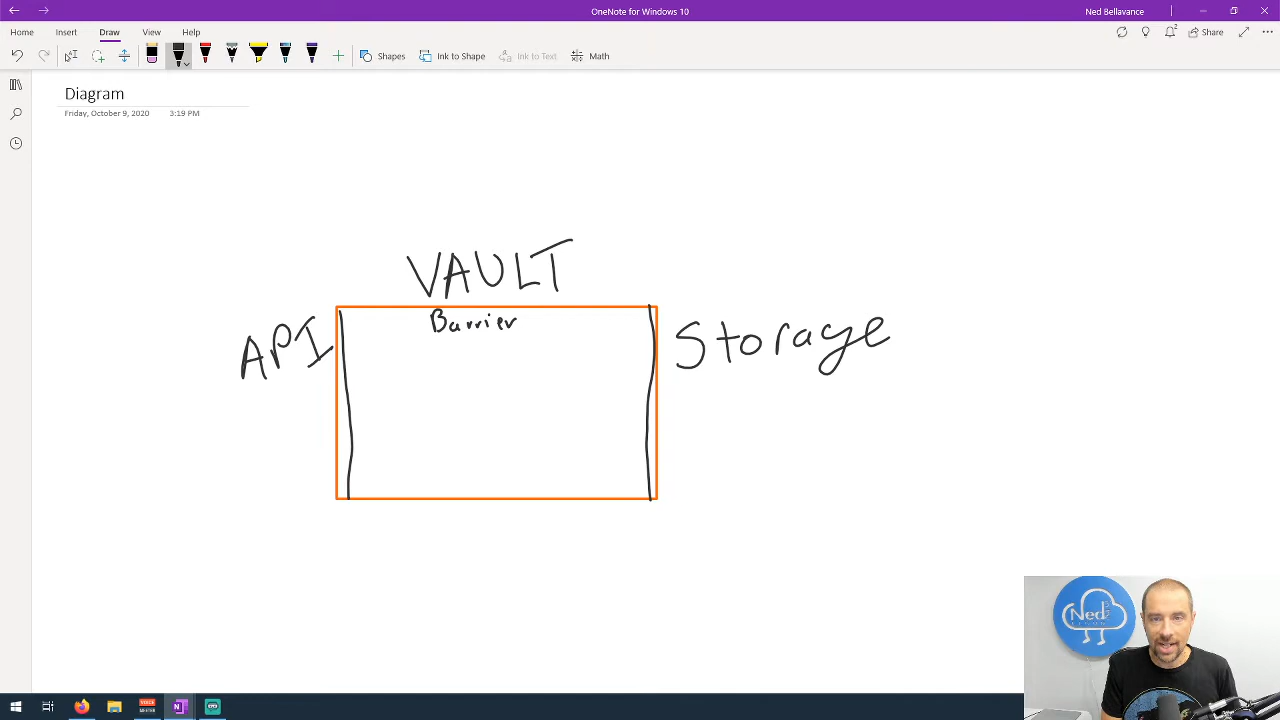 OneNote for Windows 10
Ned Bellavance
Home Insert Draw View Help
Share
Shapes Ink to Shape Ink to Text Math
Diagram
Friday, October 9, 2020 3:19 PM
VAULT
Barrier
API
Storage
Ned